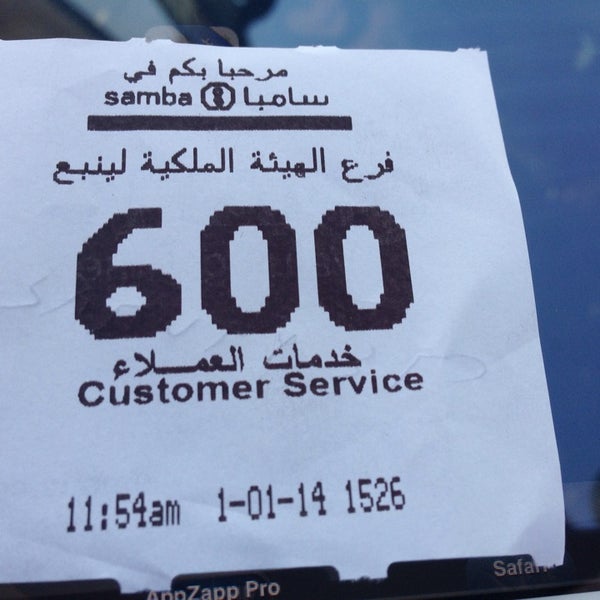 مرحبا بكم في
samba سامبا
فرع الهيئة الملكية لينبع
600
خدمات العمـــلاء
Customer Service
11:54am 1-01-14 1526
AppZapp Pro
Safari